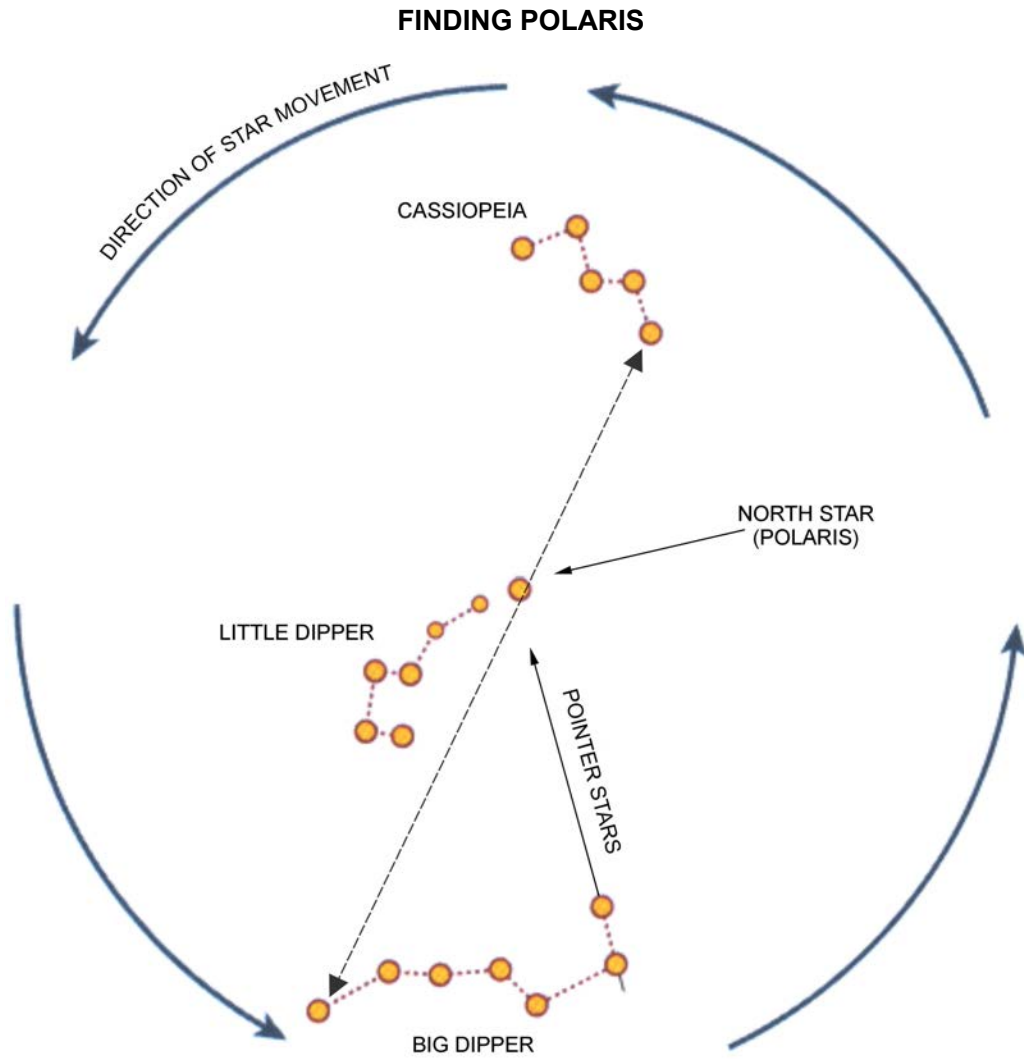 FINDING POLARIS
DIRECTION OF STAR MOVEMENT
CASSIOPEIA
NORTH STAR
(POLARIS)
LITTLE DIPPER
POINTER STARS
BIG DIPPER